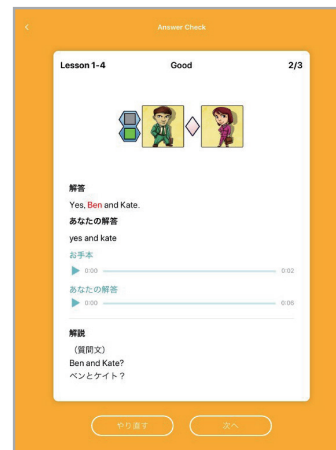 Answer Check
Lesson 1-4 Good 2/3
解答
Yes, Ben and Kate.
あなたの解答
yes and kate
お手本
0:00 0:02
あなたの解答
0:00 0:06
解説
（質問文）
Ben and Kate?
ベンとケイト？
やり直す 次へ